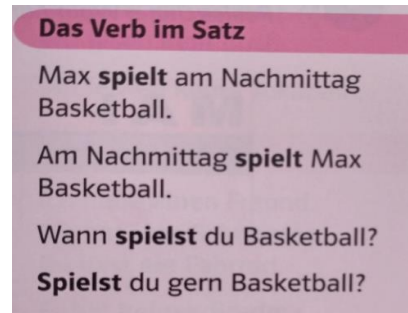 Das Verb im Satz
Max spielt am Nachmittag
Basketball.
Am Nachmittag spielt Max
Basketball.
Wann spielst du Basketball?
Spielst du gern Basketball?